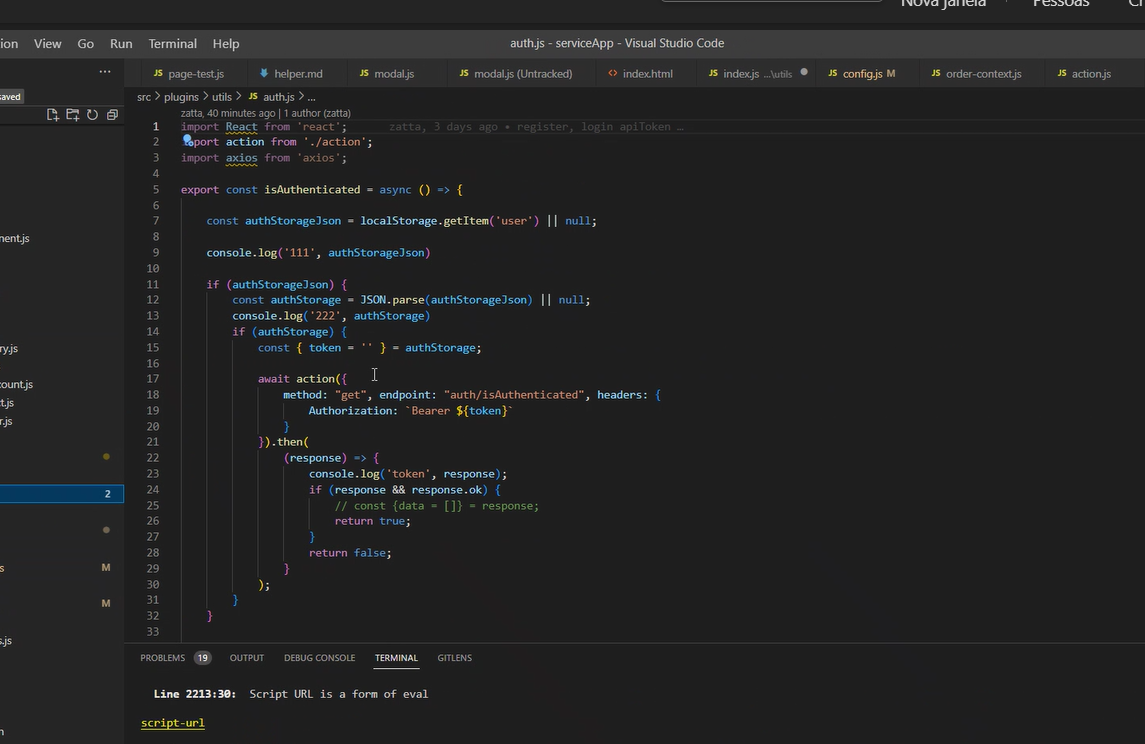 Nova janela
Pessoas
ion View Go Run Terminal Help
auth.js - serviceApp - Visual Studio Code
JS page-test.js helper.md JS modal.js JS modal.js (Untracked) <> index.html JS index.js ...\utils JS config.js M JS order-context.js JS action.js
saved
src > plugins > utils > JS auth.js > ...
zatta, 40 minutes ago | 1 author (zatta)
1 import React from 'react'; zatta, 3 days ago • register, login apiToken …
2 port action from './action';
3 import axios from 'axios';
4
5 export const isAuthenticated = async () => {
6
7 const authStorageJson = localStorage.getItem('user') || null;
8
9 console.log('111', authStorageJson)
10
11 if (authStorageJson) {
12 const authStorage = JSON.parse(authStorageJson) || null;
13 console.log('222', authStorage)
14 if (authStorage) {
15 const { token = '' } = authStorage;
16
17 await action({
18 method: "get", endpoint: "auth/isAuthenticated", headers: {
19 Authorization: `Bearer ${token}`
20 }
21 }).then(
22 (response) => {
23 console.log('token', response);
24 if (response && response.ok) {
25 // const {data = []} = response;
26 return true;
27 }
28 return false;
29 }
30 );
31 }
32 }
33
nent.js
ry.js
count.js
t.js
r.js
2
s M
M
s.js
n
PROBLEMS 19 OUTPUT DEBUG CONSOLE TERMINAL GITLENS
Line 2213:30: Script URL is a form of eval
script-url